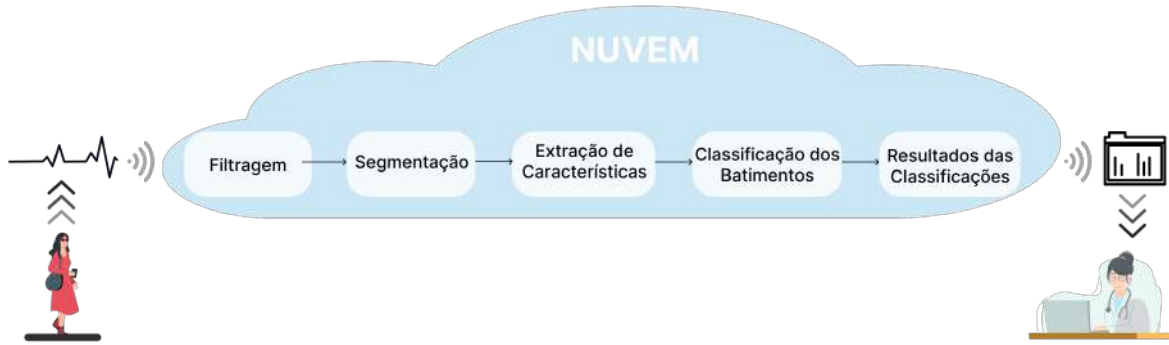 NUVEM
Filtragem
Segmentação
Extração de
Características
Classificação dos
Batimentos
Resultados das
Classificações